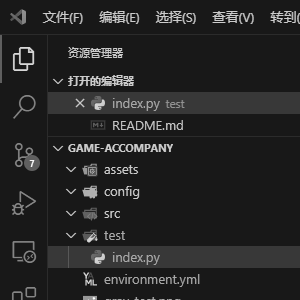 文件(F) 编辑(E) 选择(S) 查看(V) 转到
资源管理器
打开的编辑器
index.py test
README.md
GAME-ACCOMPANY
assets
config
src
test
index.py
environment.yml
7